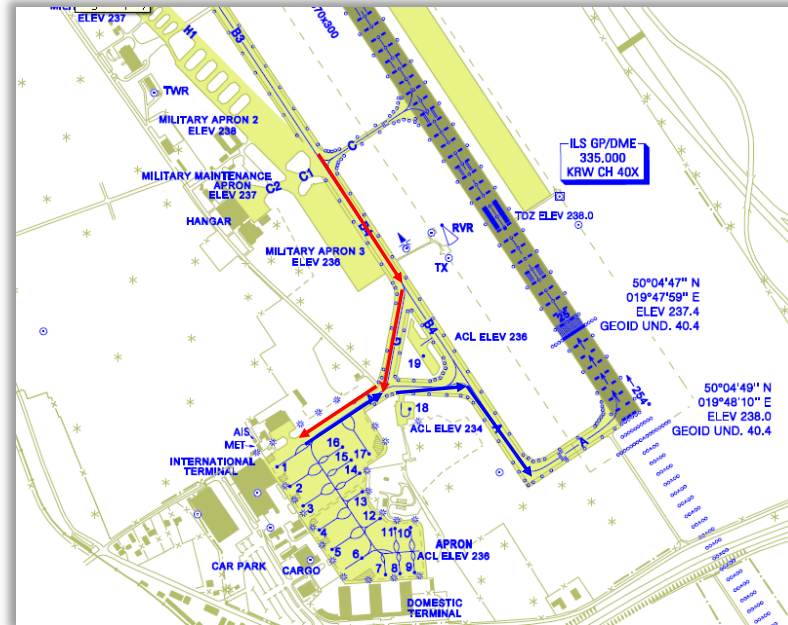 ELEV 237
H1
B3
TWR
MILITARY APRON 2
ELEV 238
C
MILITARY MAINTENANCE
APRON
ELEV 237
C2
C1
HANGAR
MILITARY APRON 3
ELEV 236
RVR
TX
ILS GP/DME
335.000
KRW CH 40X
TDZ ELEV 238.0
50°04'47" N
019°47'59" E
ELEV 237.4
GEOID UND. 40.4
25
254°
50°04'49" N
019°48'10" E
ELEV 238.0
GEOID UND. 40.4
B4
G
ACL ELEV 236
19
18
ACL ELEV 234
A
AIS
MET
INTERNATIONAL
TERMINAL
1
2
3
4
5
6
7
8
9
10
11
12
13
14
15
16
17
APRON
ACL ELEV 236
CAR PARK
CARGO
DOMESTIC
TERMINAL